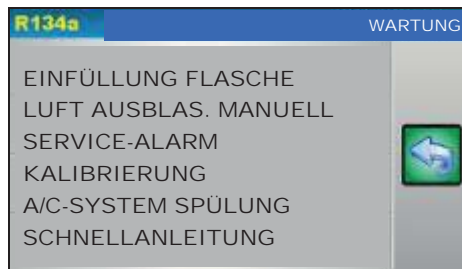 R134a WARTUNG
EINFÜLLUNG FLASCHE
LUFT AUSBLAS. MANUELL
SERVICE-ALARM
KALIBRIERUNG
A/C-SYSTEM SPÜLUNG
SCHNELLANLEITUNG